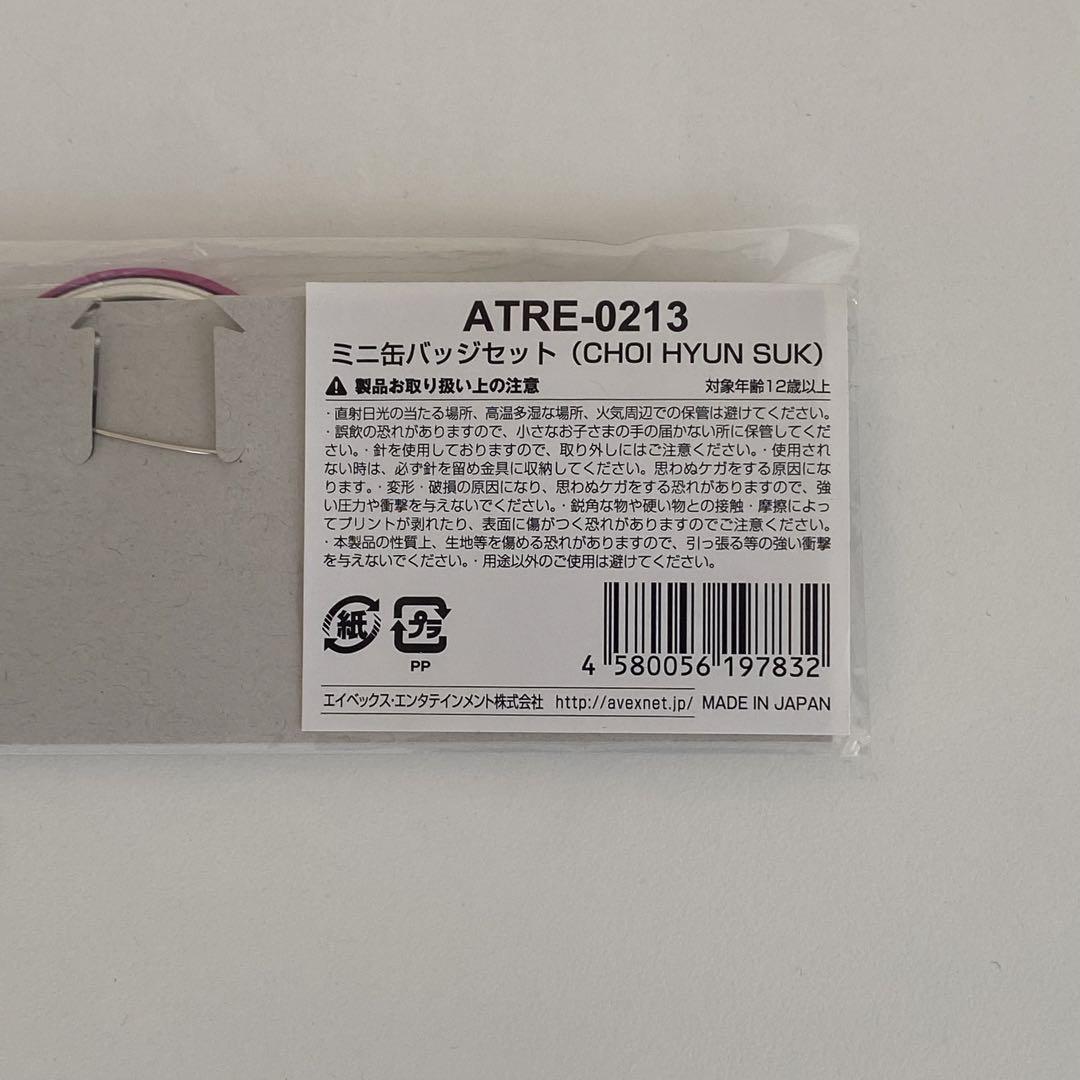 ATRE-0213
ミニ缶バッジセット（CHOI HYUN SUK）
製品お取り扱い上の注意 対象年齢12歳以上
・直射日光の当たる場所、高温多湿な場所、火気周辺での保管は避けてください。
・誤飲の恐れがありますので、小さなお子さまの手の届かない所に保管してくだ
さい。・針を使用しておりますので、取り外しにはご注意ください。・使用され
ない時は、必ず針を留め金具に収納してください。思わぬケガをする原因にな
ります。・変形・破損の原因になり、思わぬケガをする恐れがありますので、強
い圧力や衝撃を与えないでください。・鋭角な物や硬い物との接触・摩擦によっ
てプリントが剥れたり、表面に傷がつく恐れがありますのでご注意ください。
・本製品の性質上、生地等を傷める恐れがありますので、引っ張る等の強い衝撃
を与えないでください。・用途以外のご使用は避けてください。
紙 プラ
PP
4 580056 197832
エイベックス・エンタテインメント株式会社 http://avexnet.jp/ MADE IN JAPAN